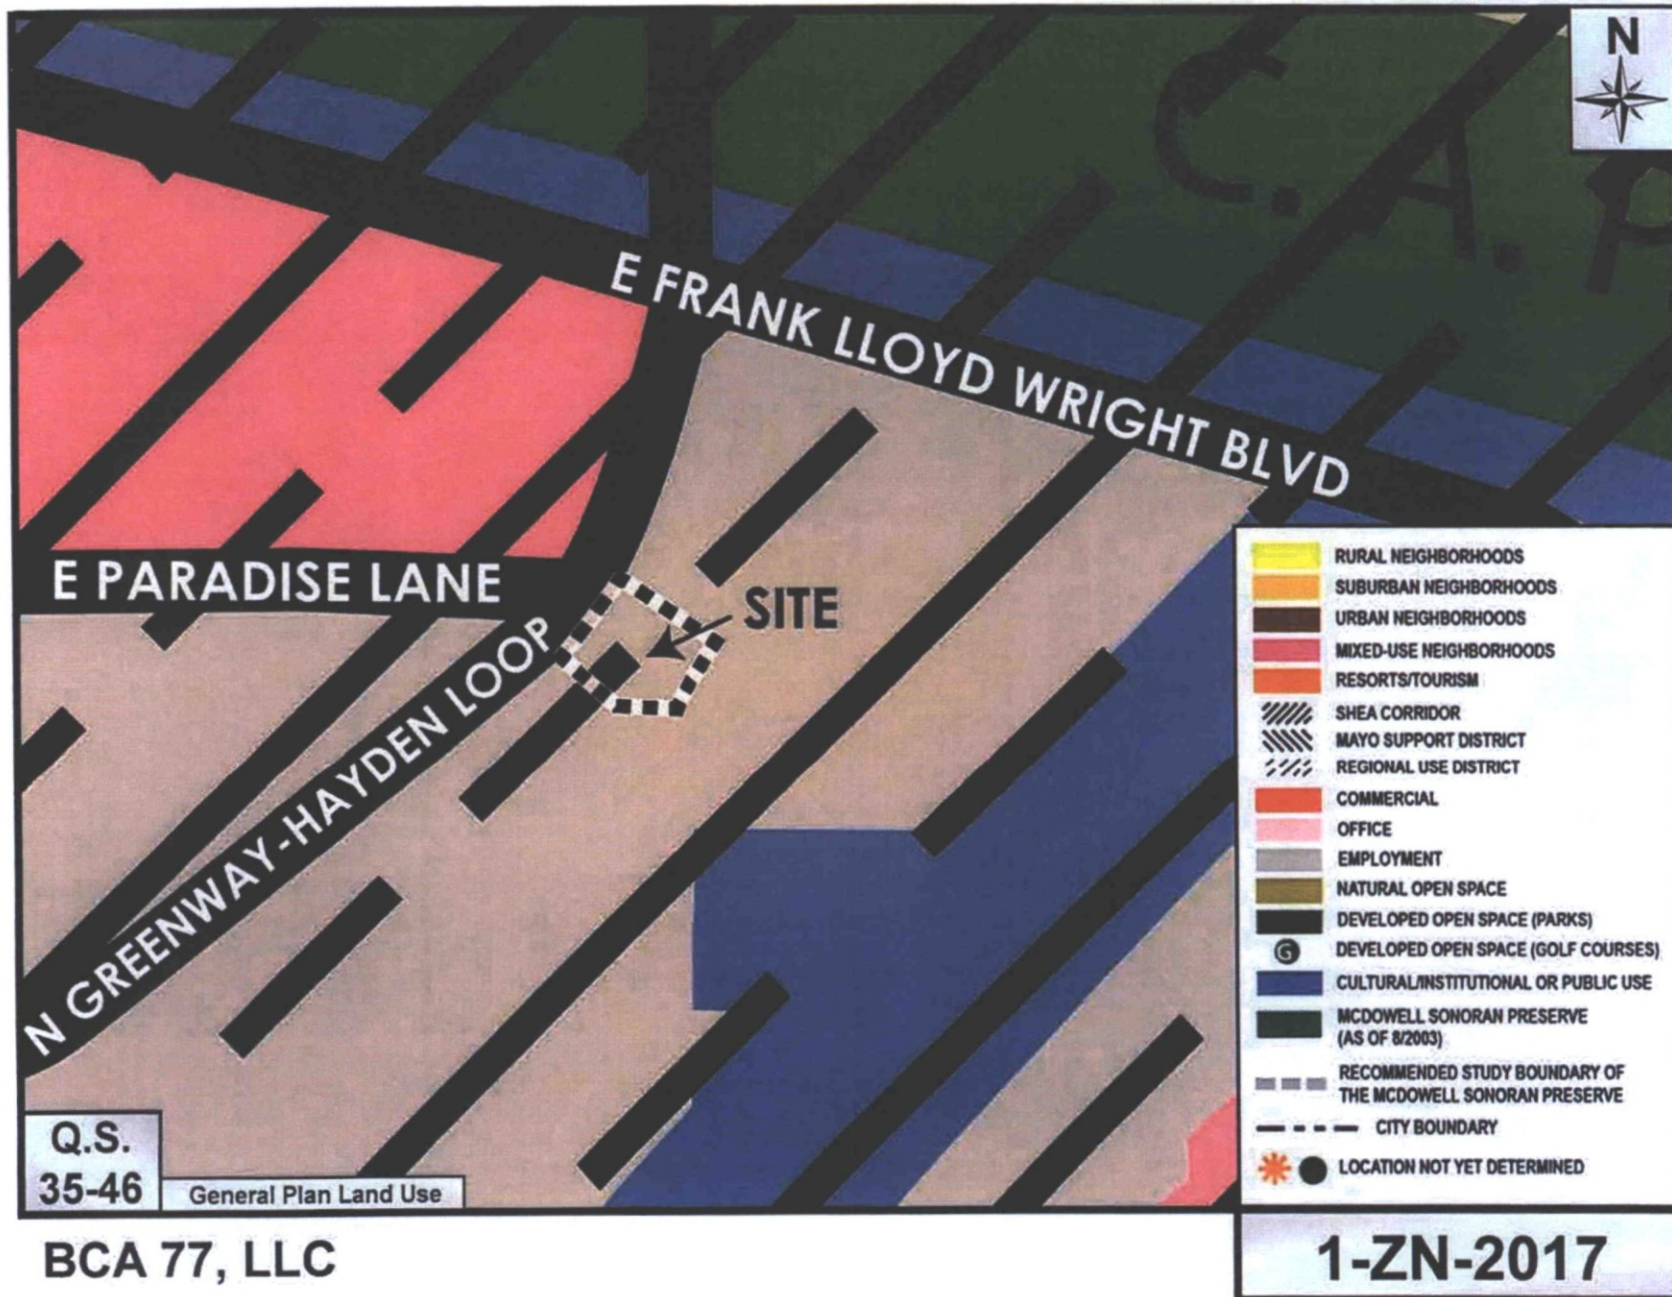 N
C.A.P
E FRANK LLOYD WRIGHT BLVD
E PARADISE LANE
SITE
N GREENWAY-HAYDEN LOOP
RURAL NEIGHBORHOODS
SUBURBAN NEIGHBORHOODS
URBAN NEIGHBORHOODS
MIXED-USE NEIGHBORHOODS
RESORTS/TOURISM
SHEA CORRIDOR
MAYO SUPPORT DISTRICT
REGIONAL USE DISTRICT
COMMERCIAL
OFFICE
EMPLOYMENT
NATURAL OPEN SPACE
DEVELOPED OPEN SPACE (PARKS)
G DEVELOPED OPEN SPACE (GOLF COURSES)
CULTURAL/INSTITUTIONAL OR PUBLIC USE
MCDOWELL SONORAN PRESERVE
(AS OF 8/2003)
RECOMMENDED STUDY BOUNDARY OF
THE MCDOWELL SONORAN PRESERVE
CITY BOUNDARY
LOCATION NOT YET DETERMINED
Q.S.
35-46
General Plan Land Use
BCA 77, LLC
1-ZN-2017